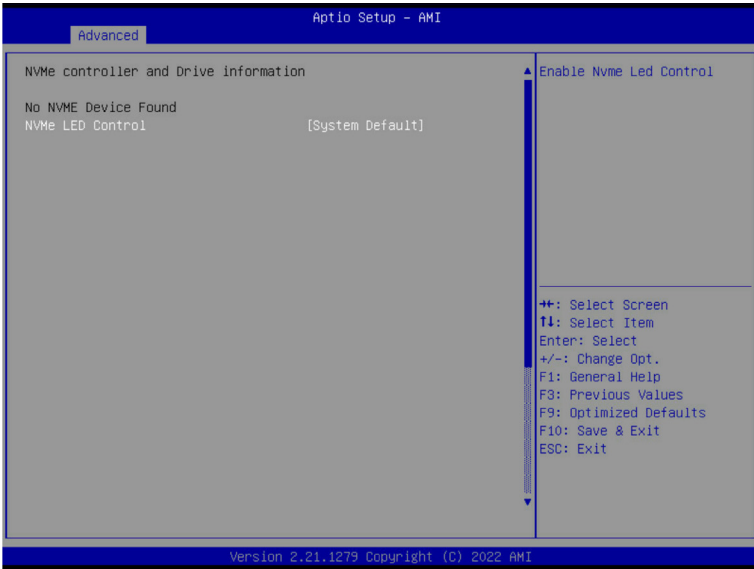 Aptio Setup – AMI
Advanced
NVMe controller and Drive information
No NVME Device Found
NVMe LED Control [System Default]
Enable Nvme Led Control
→←: Select Screen
↑↓: Select Item
Enter: Select
+/-: Change Opt.
F1: General Help
F3: Previous Values
F9: Optimized Defaults
F10: Save & Exit
ESC: Exit
Version 2.21.1279 Copyright (C) 2022 AMI